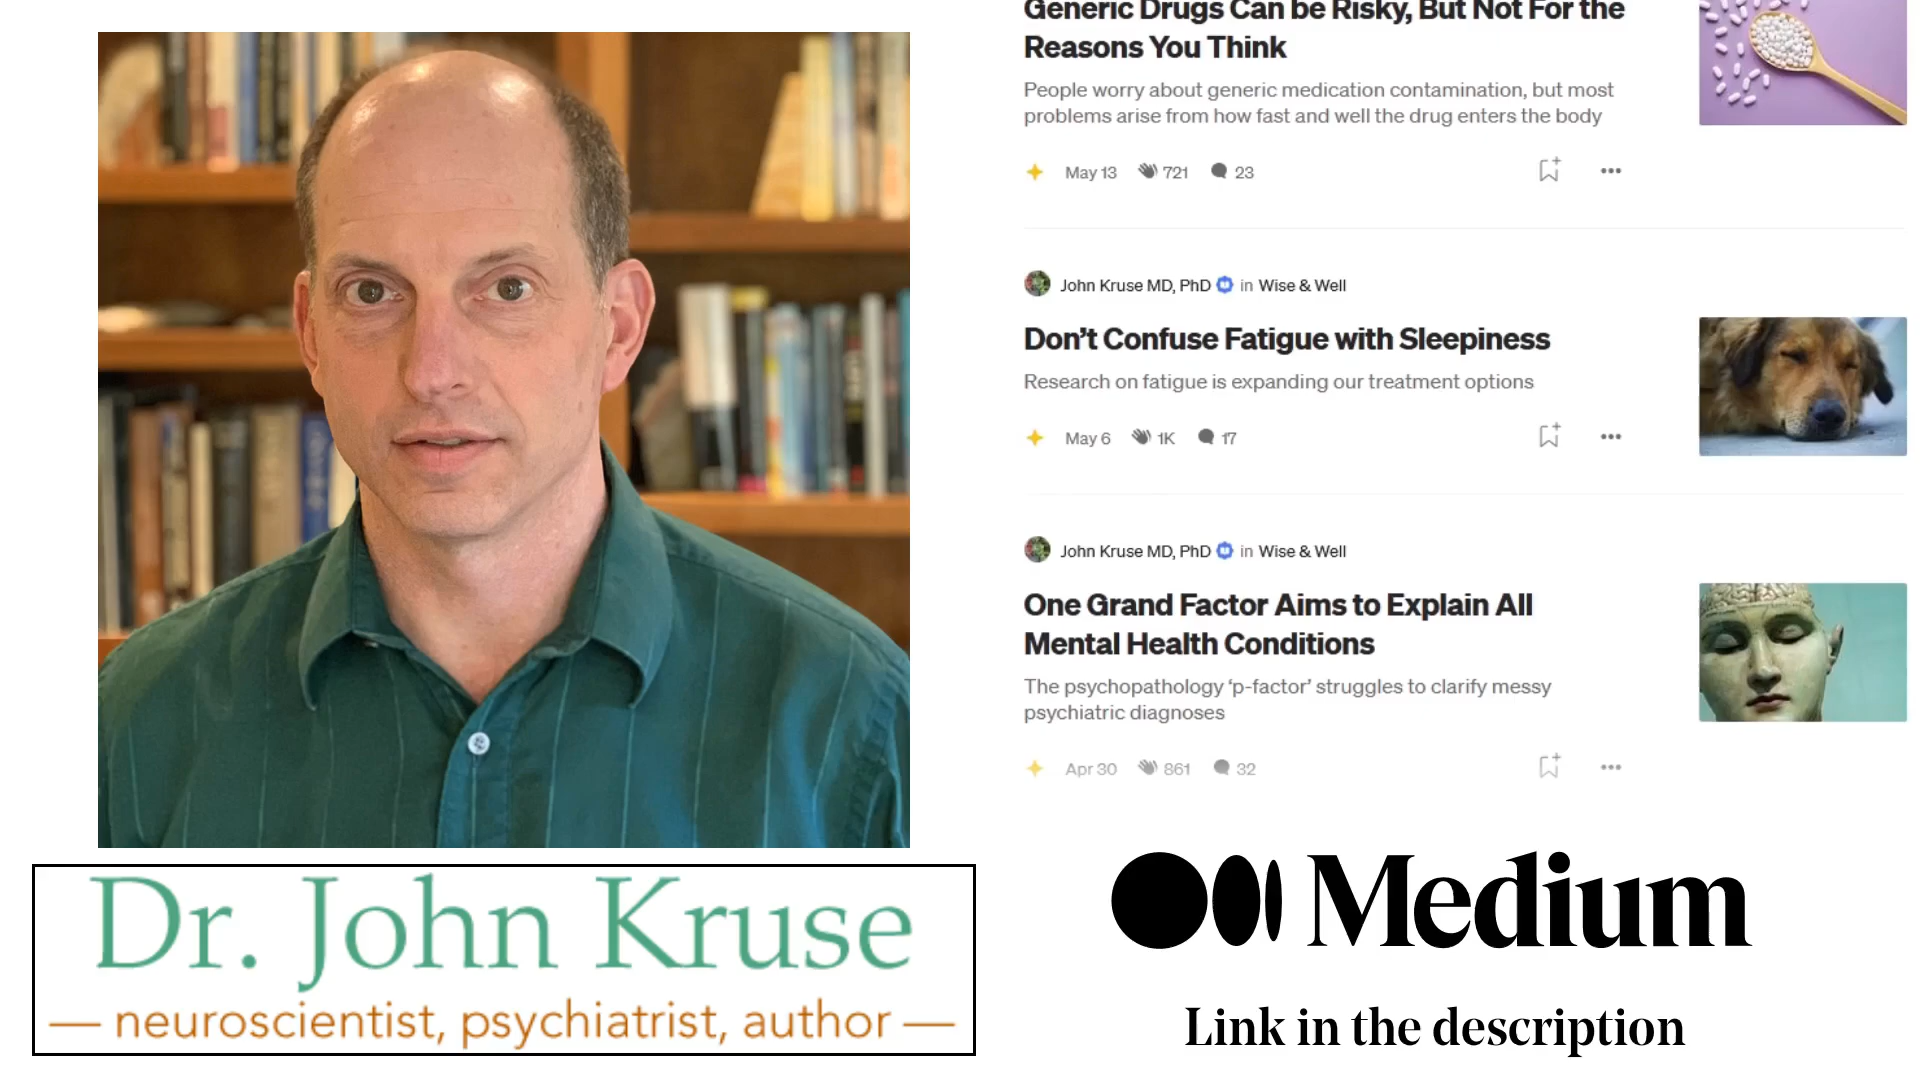 Generic Drugs Can be Risky, But Not For the
Reasons You Think
People worry about generic medication contamination, but most
problems arise from how fast and well the drug enters the body
May 13 721 23
John Kruse MD, PhD in Wise & Well
Don’t Confuse Fatigue with Sleepiness
Research on fatigue is expanding our treatment options
May 6 1K 17
John Kruse MD, PhD in Wise & Well
One Grand Factor Aims to Explain All
Mental Health Conditions
The psychopathology ‘p-factor’ struggles to clarify messy
psychiatric diagnoses
Apr 30 861 32
Dr. John Kruse
— neuroscientist, psychiatrist, author —
Medium
Link in the description